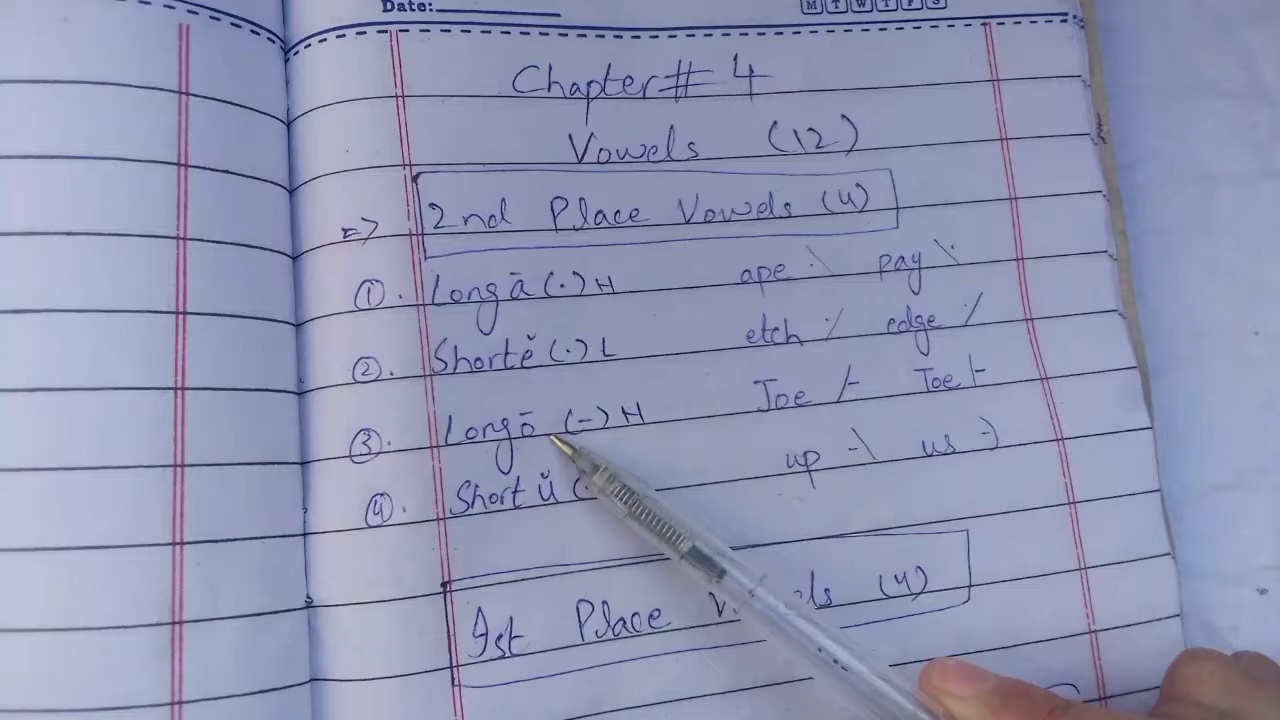 Date:
M T W T F S
Chapter # 4
Vowels (12)
=> 2nd Place Vowels (4)
①. Long ā (.) H ape .\ pay \.
②. Short ĕ (.) L etch ./ edge /.
③. Long ō (-) H Joe /- Toe |-
④. Short ŭ ( up -\ us -)
1st Place (4)